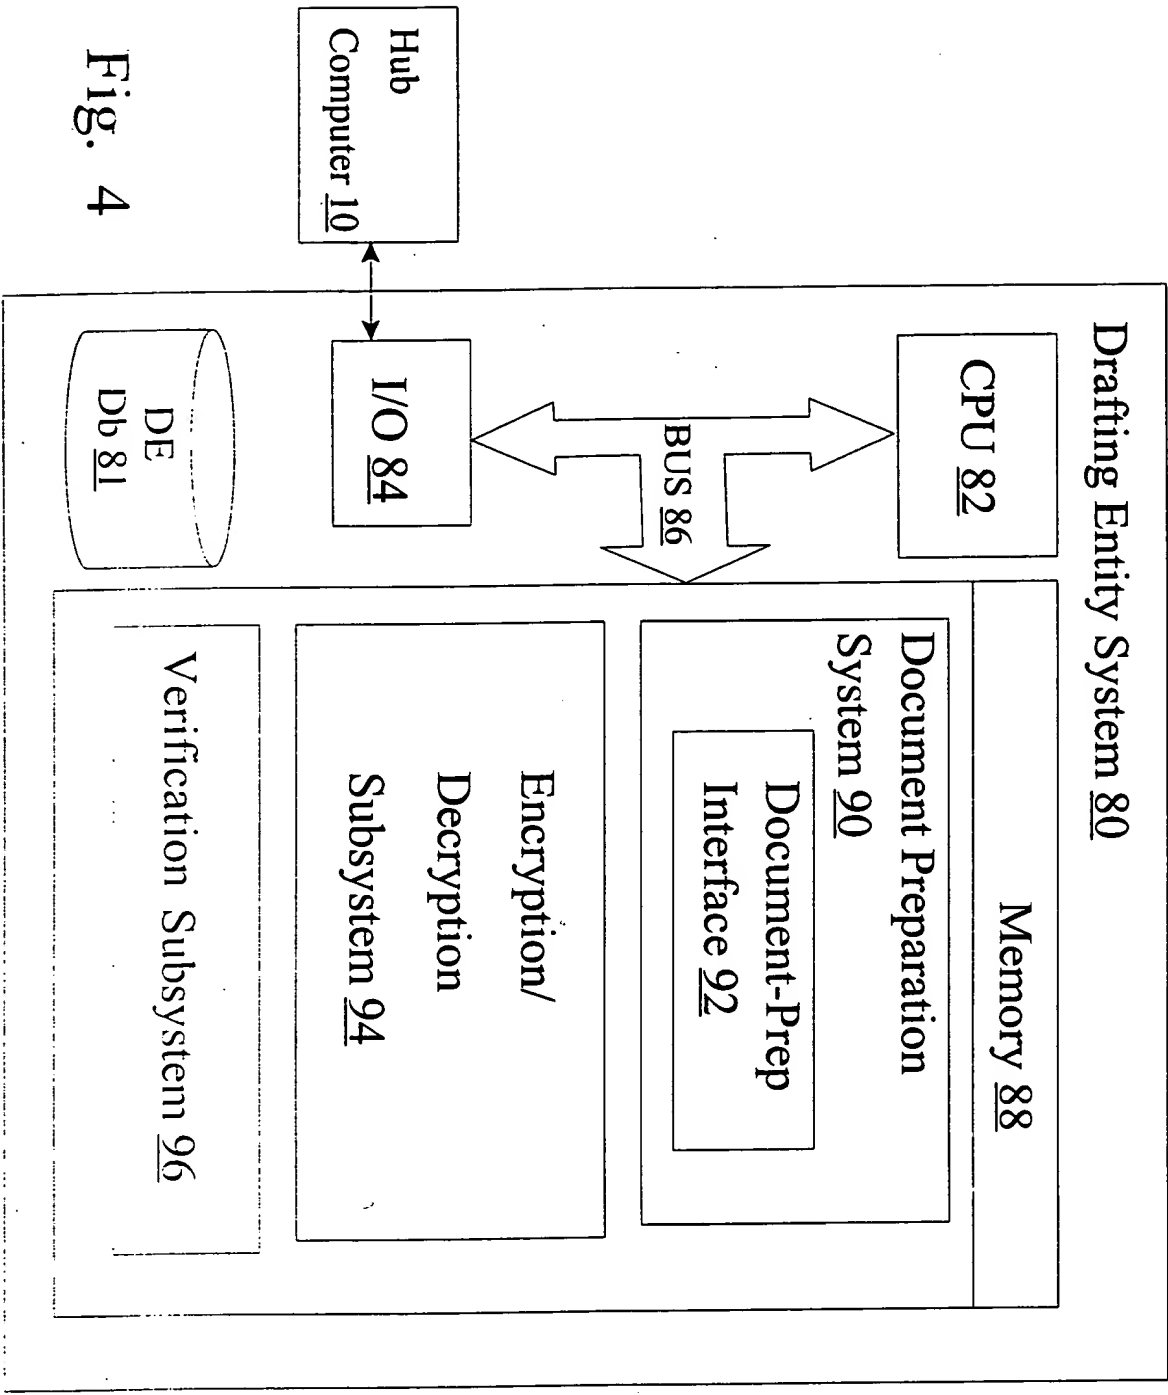 Drafting Entity System 80
CPU 82
BUS 86
I/O 84
DE
Db 81
Hub
Computer 10
Memory 88
Document Preparation
System 90
Document-Prep
Interface 92
Encryption/
Decryption
Subsystem 94
Verification Subsystem 96
Fig. 4